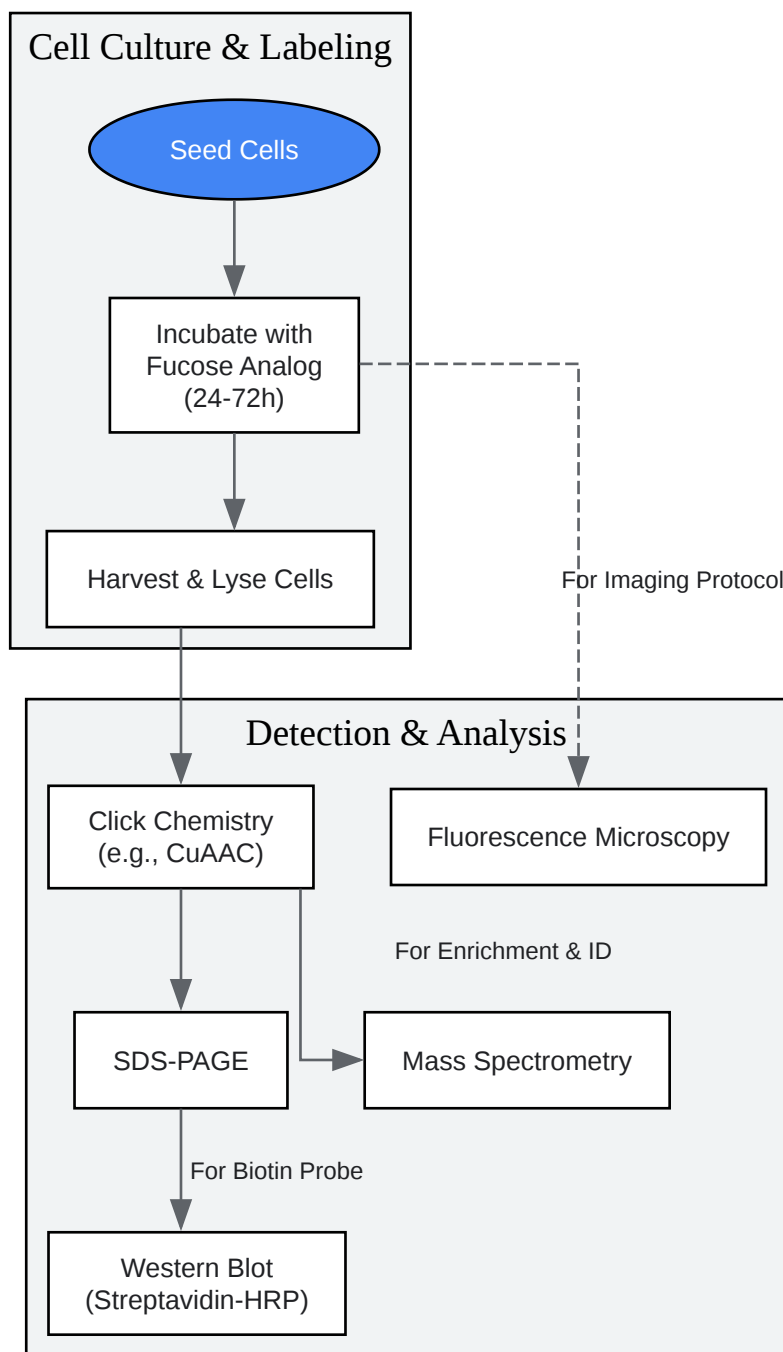 Cell Culture & Labeling
Seed Cells
Incubate with
Fucose Analog
(24-72h)
Harvest & Lyse Cells
For Imaging Protocol
Detection & Analysis
Click Chemistry
(e.g., CuAAC)
Fluorescence Microscopy
For Enrichment & ID
SDS-PAGE
Mass Spectrometry
For Biotin Probe
Western Blot
(Streptavidin-HRP)